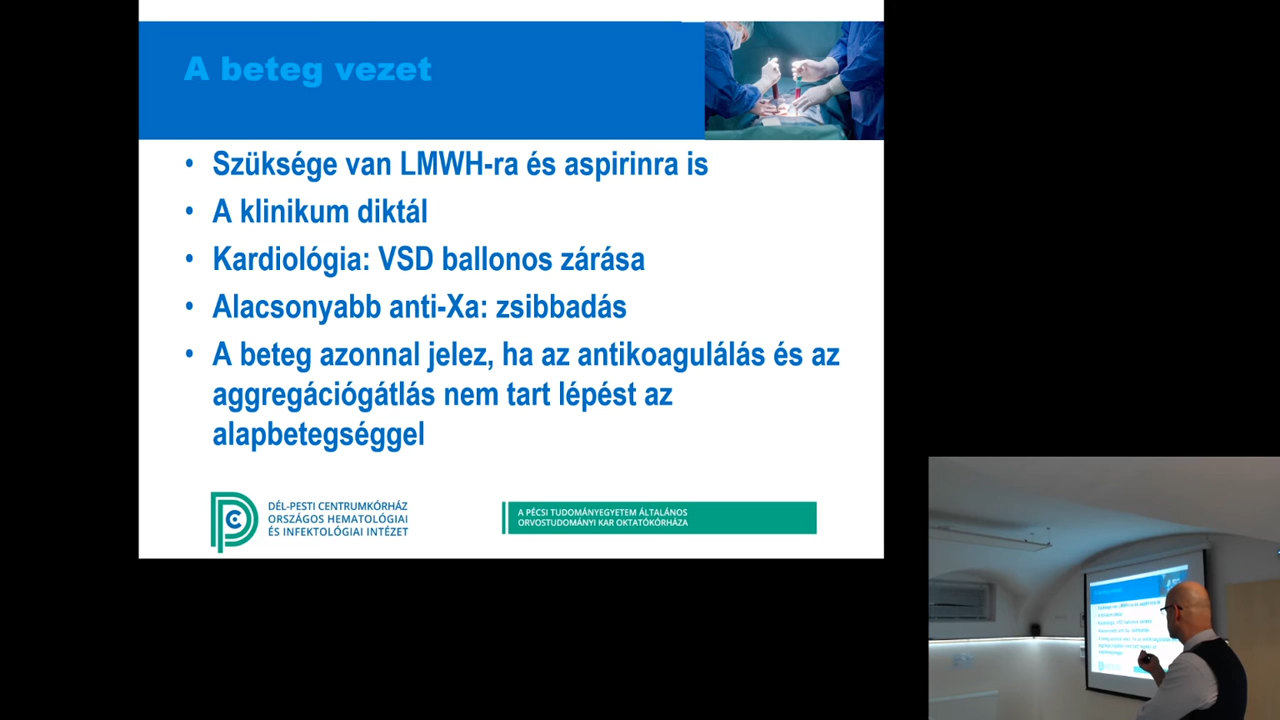 A beteg vezet
• Szüksége van LMWH-ra és aspirinra is
• A klinikum diktál
• Kardiológia: VSD ballonos zárása
• Alacsonyabb anti-Xa: zsibbadás
• A beteg azonnal jelez, ha az antikoagulálás és az
aggregációgátlás nem tart lépést az
alapbetegséggel
DÉL-PESTI CENTRUMKÓRHÁZ
ORSZÁGOS HEMATOLÓGIAI
ÉS INFEKTOLÓGIAI INTÉZET
A PÉCSI TUDOMÁNYEGYETEM ÁLTALÁNOS
ORVOSTUDOMÁNYI KAR OKTATÓKÓRHÁZA